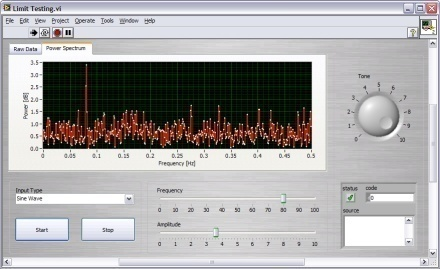 Limit Testing.vi
File Edit View Project Operate Tools Window Help
Raw Data Power Spectrum
Power [dB]
3.5
3.0
2.5
2.0
1.5
1.0
0.5
0.0
0 0.05 0.1 0.15 0.2 0.25 0.3 0.35 0.4 0.45 0.5
Frequency [Hz]
Tone
0 1 2 3 4 5 6 7 8 9 10
Input Type
Sine Wave
Start Stop
Frequency
0 10 20 30 40 50 60 70 80 90 100
Amplitude
0 1 2 3 4 5 6 7 8 9 10
status code
0
source